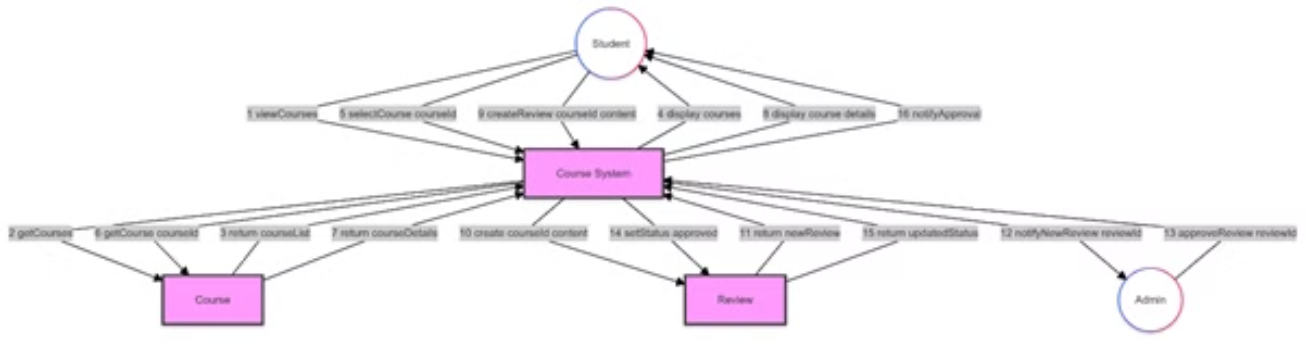 Student
1 viewCourses
5 selectCourse courseId
9 createReview courseId content
4 display courses
8 display course details
16 notifyApproval
Course System
2 getCourses
6 getCourse courseId
3 return courseList
7 return courseDetails
10 create courseId content
14 setStatus approved
11 return newReview
15 return updatedStatus
12 notifyNewReview reviewId
13 approveReview reviewId
Course
Review
Admin